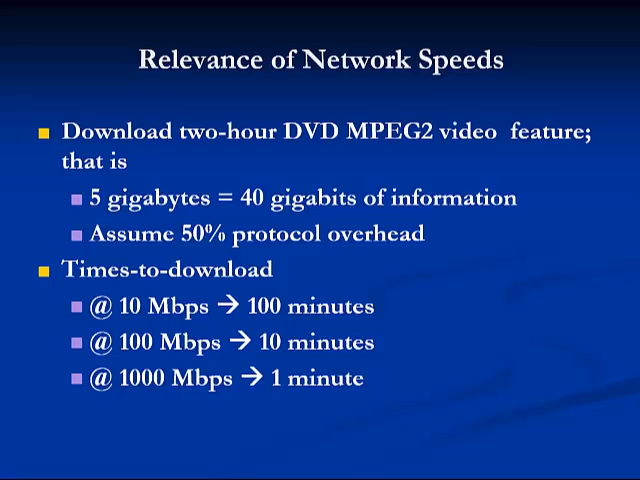 Relevance of Network Speeds
Download two-hour DVD MPEG2 video feature;
that is
5 gigabytes = 40 gigabits of information
Assume 50% protocol overhead
Times-to-download
@ 10 Mbps → 100 minutes
@ 100 Mbps → 10 minutes
@ 1000 Mbps → 1 minute